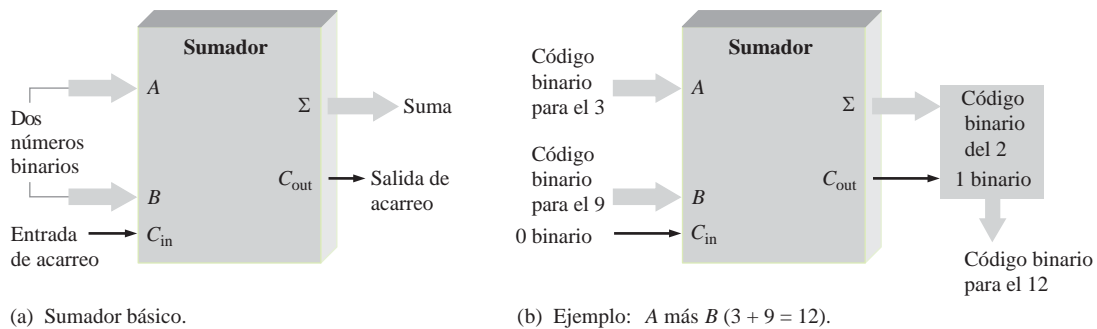 Sumador
A
Σ
Suma
Dos
números
binarios
B
C_out
Salida de
acarreo
Entrada
de acarreo
C_in
(a) Sumador básico.
Sumador
Código
binario
para el 3
A
Σ
Código
binario
del 2
Código
binario
para el 9
B
C_out
1 binario
0 binario
C_in
Código binario
para el 12
(b) Ejemplo: A más B (3 + 9 = 12).